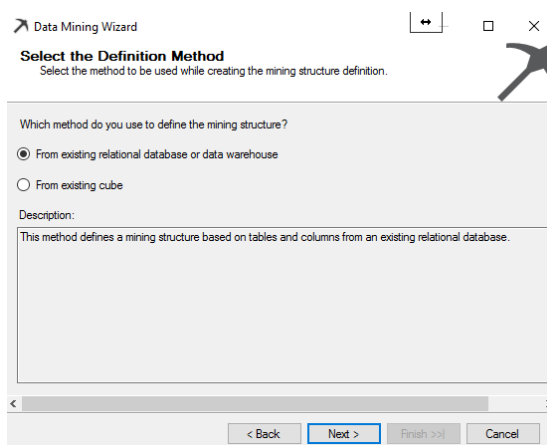 Data Mining Wizard
Select the Definition Method
Select the method to be used while creating the mining structure definition.
Which method do you use to define the mining structure?
From existing relational database or data warehouse
From existing cube
Description:
This method defines a mining structure based on tables and columns from an existing relational database.
< Back
Next >
Finish >>|
Cancel